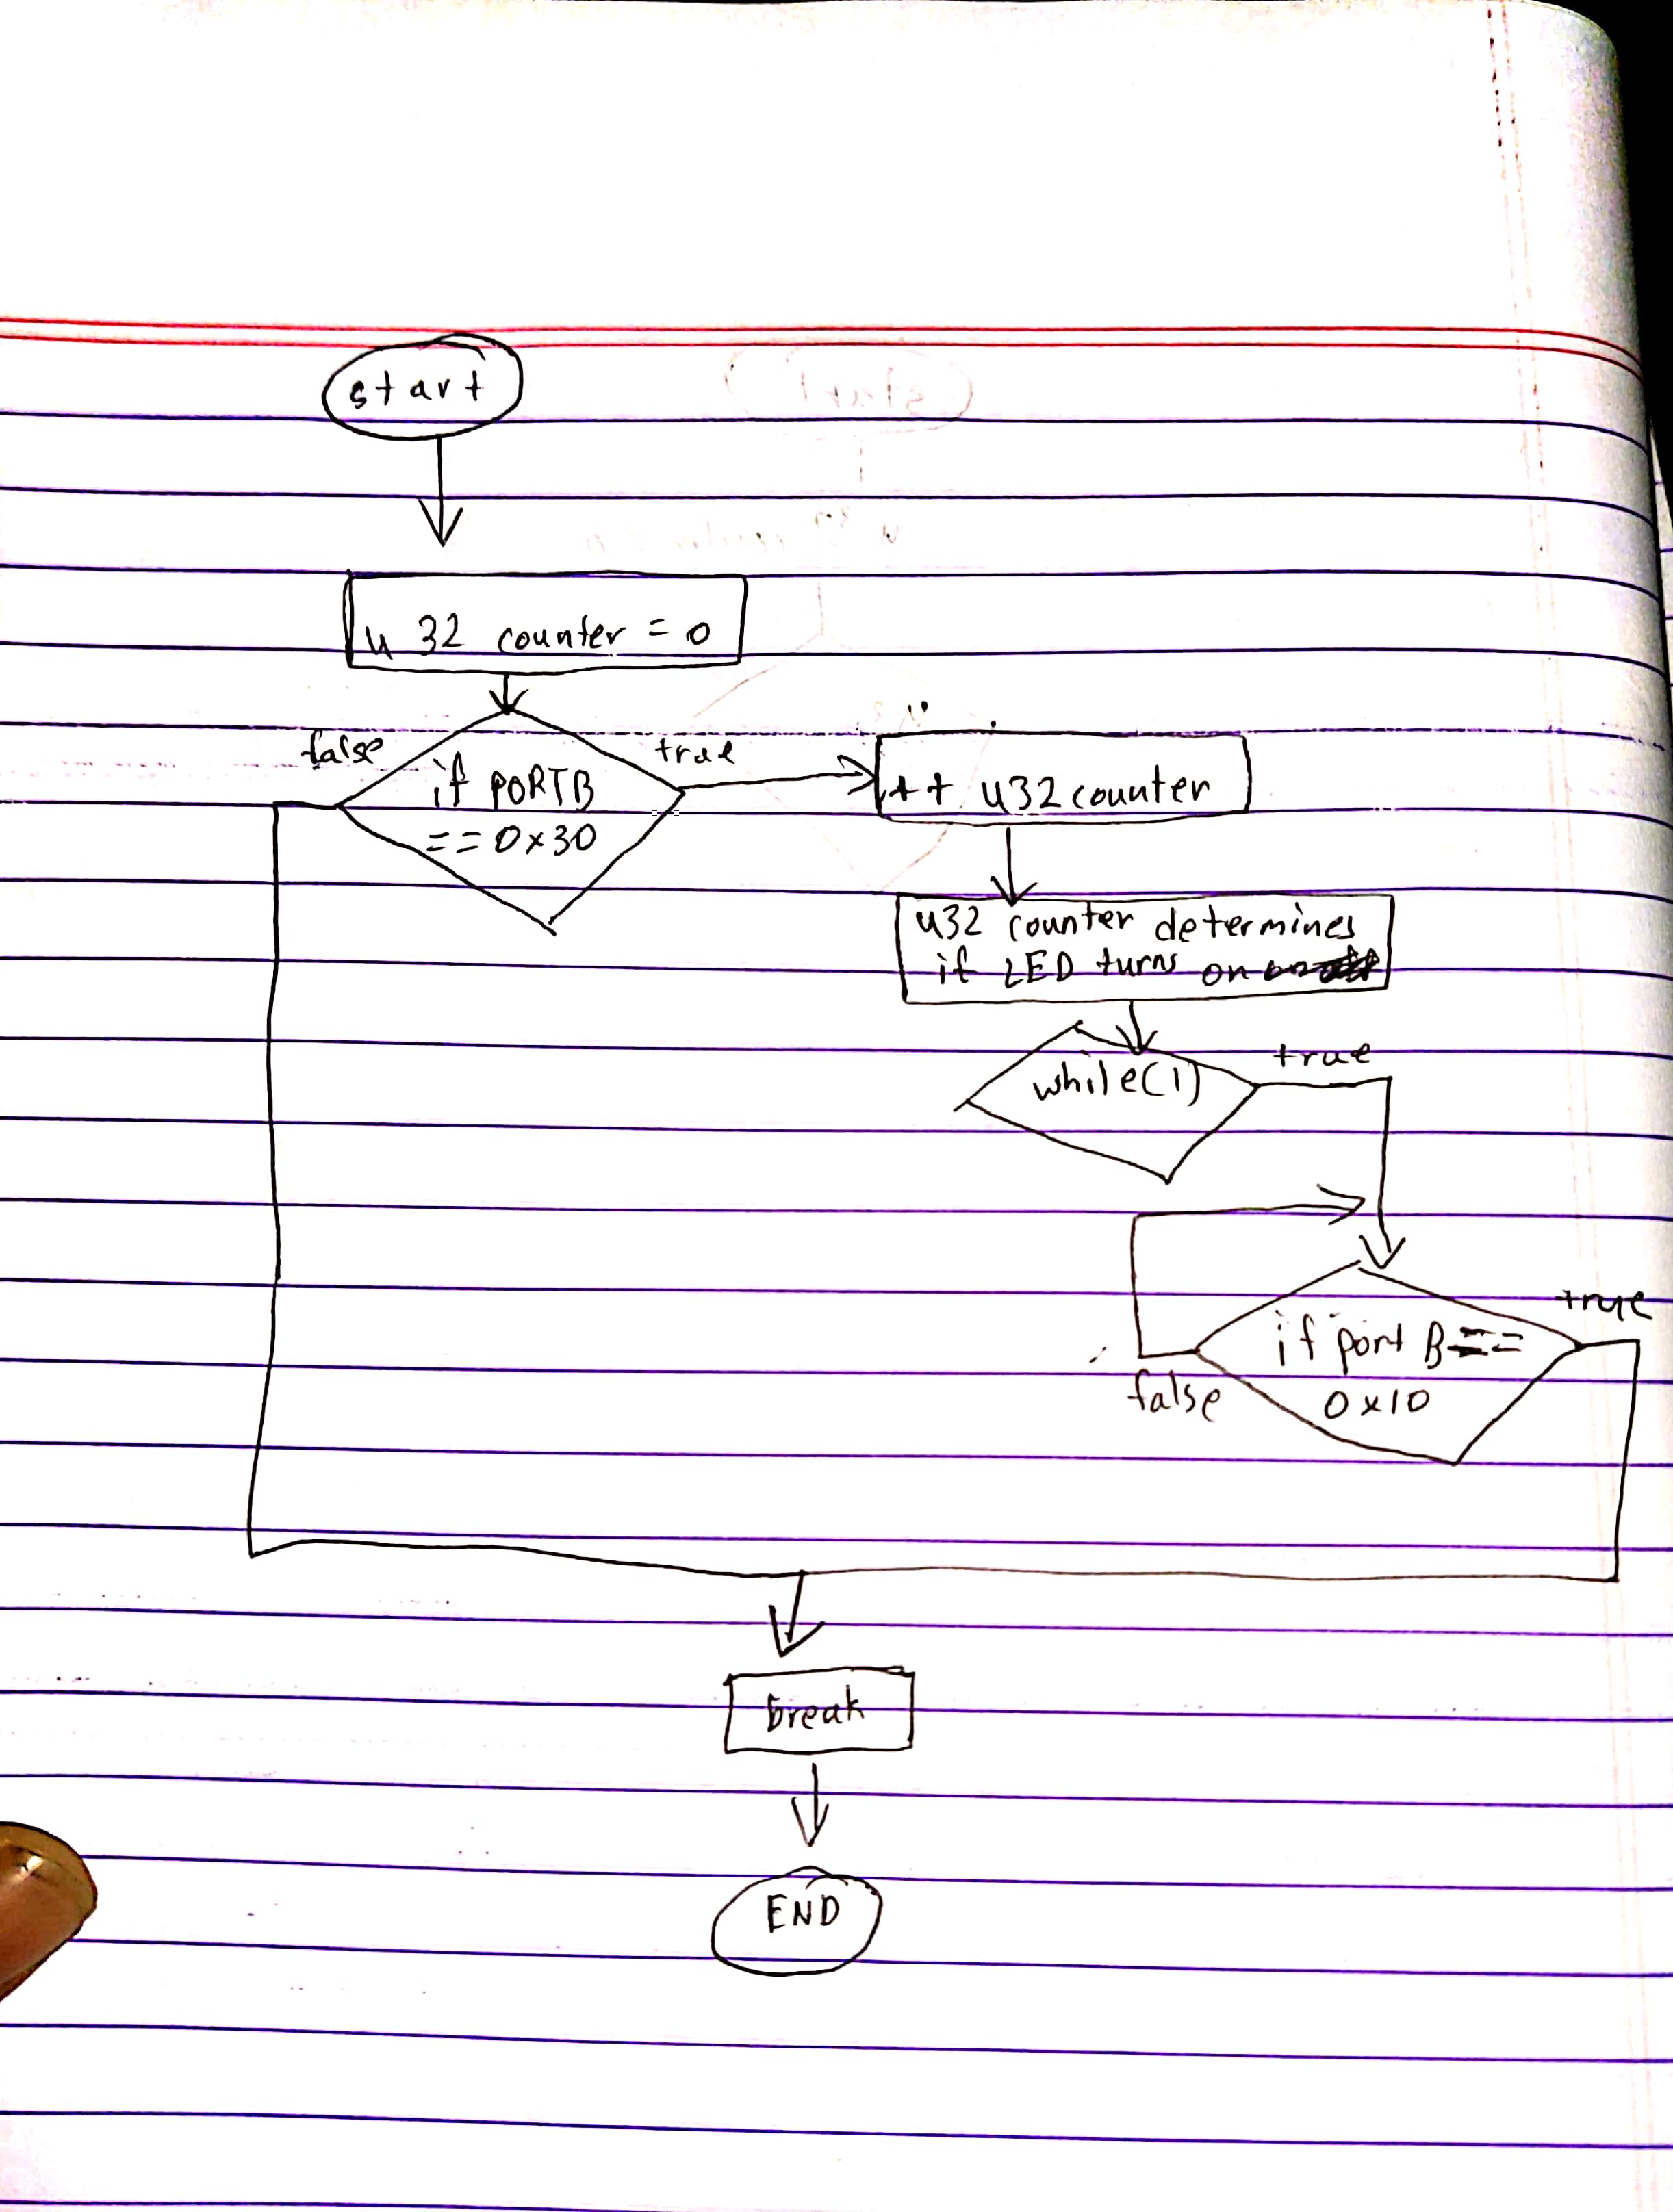 start
u 32 counter = 0
false
true
if PORTB
== 0x30
++ u32 counter
u32 counter determines
if LED turns on
while(1)
true
true
if port B ==
0x10
false
break
END